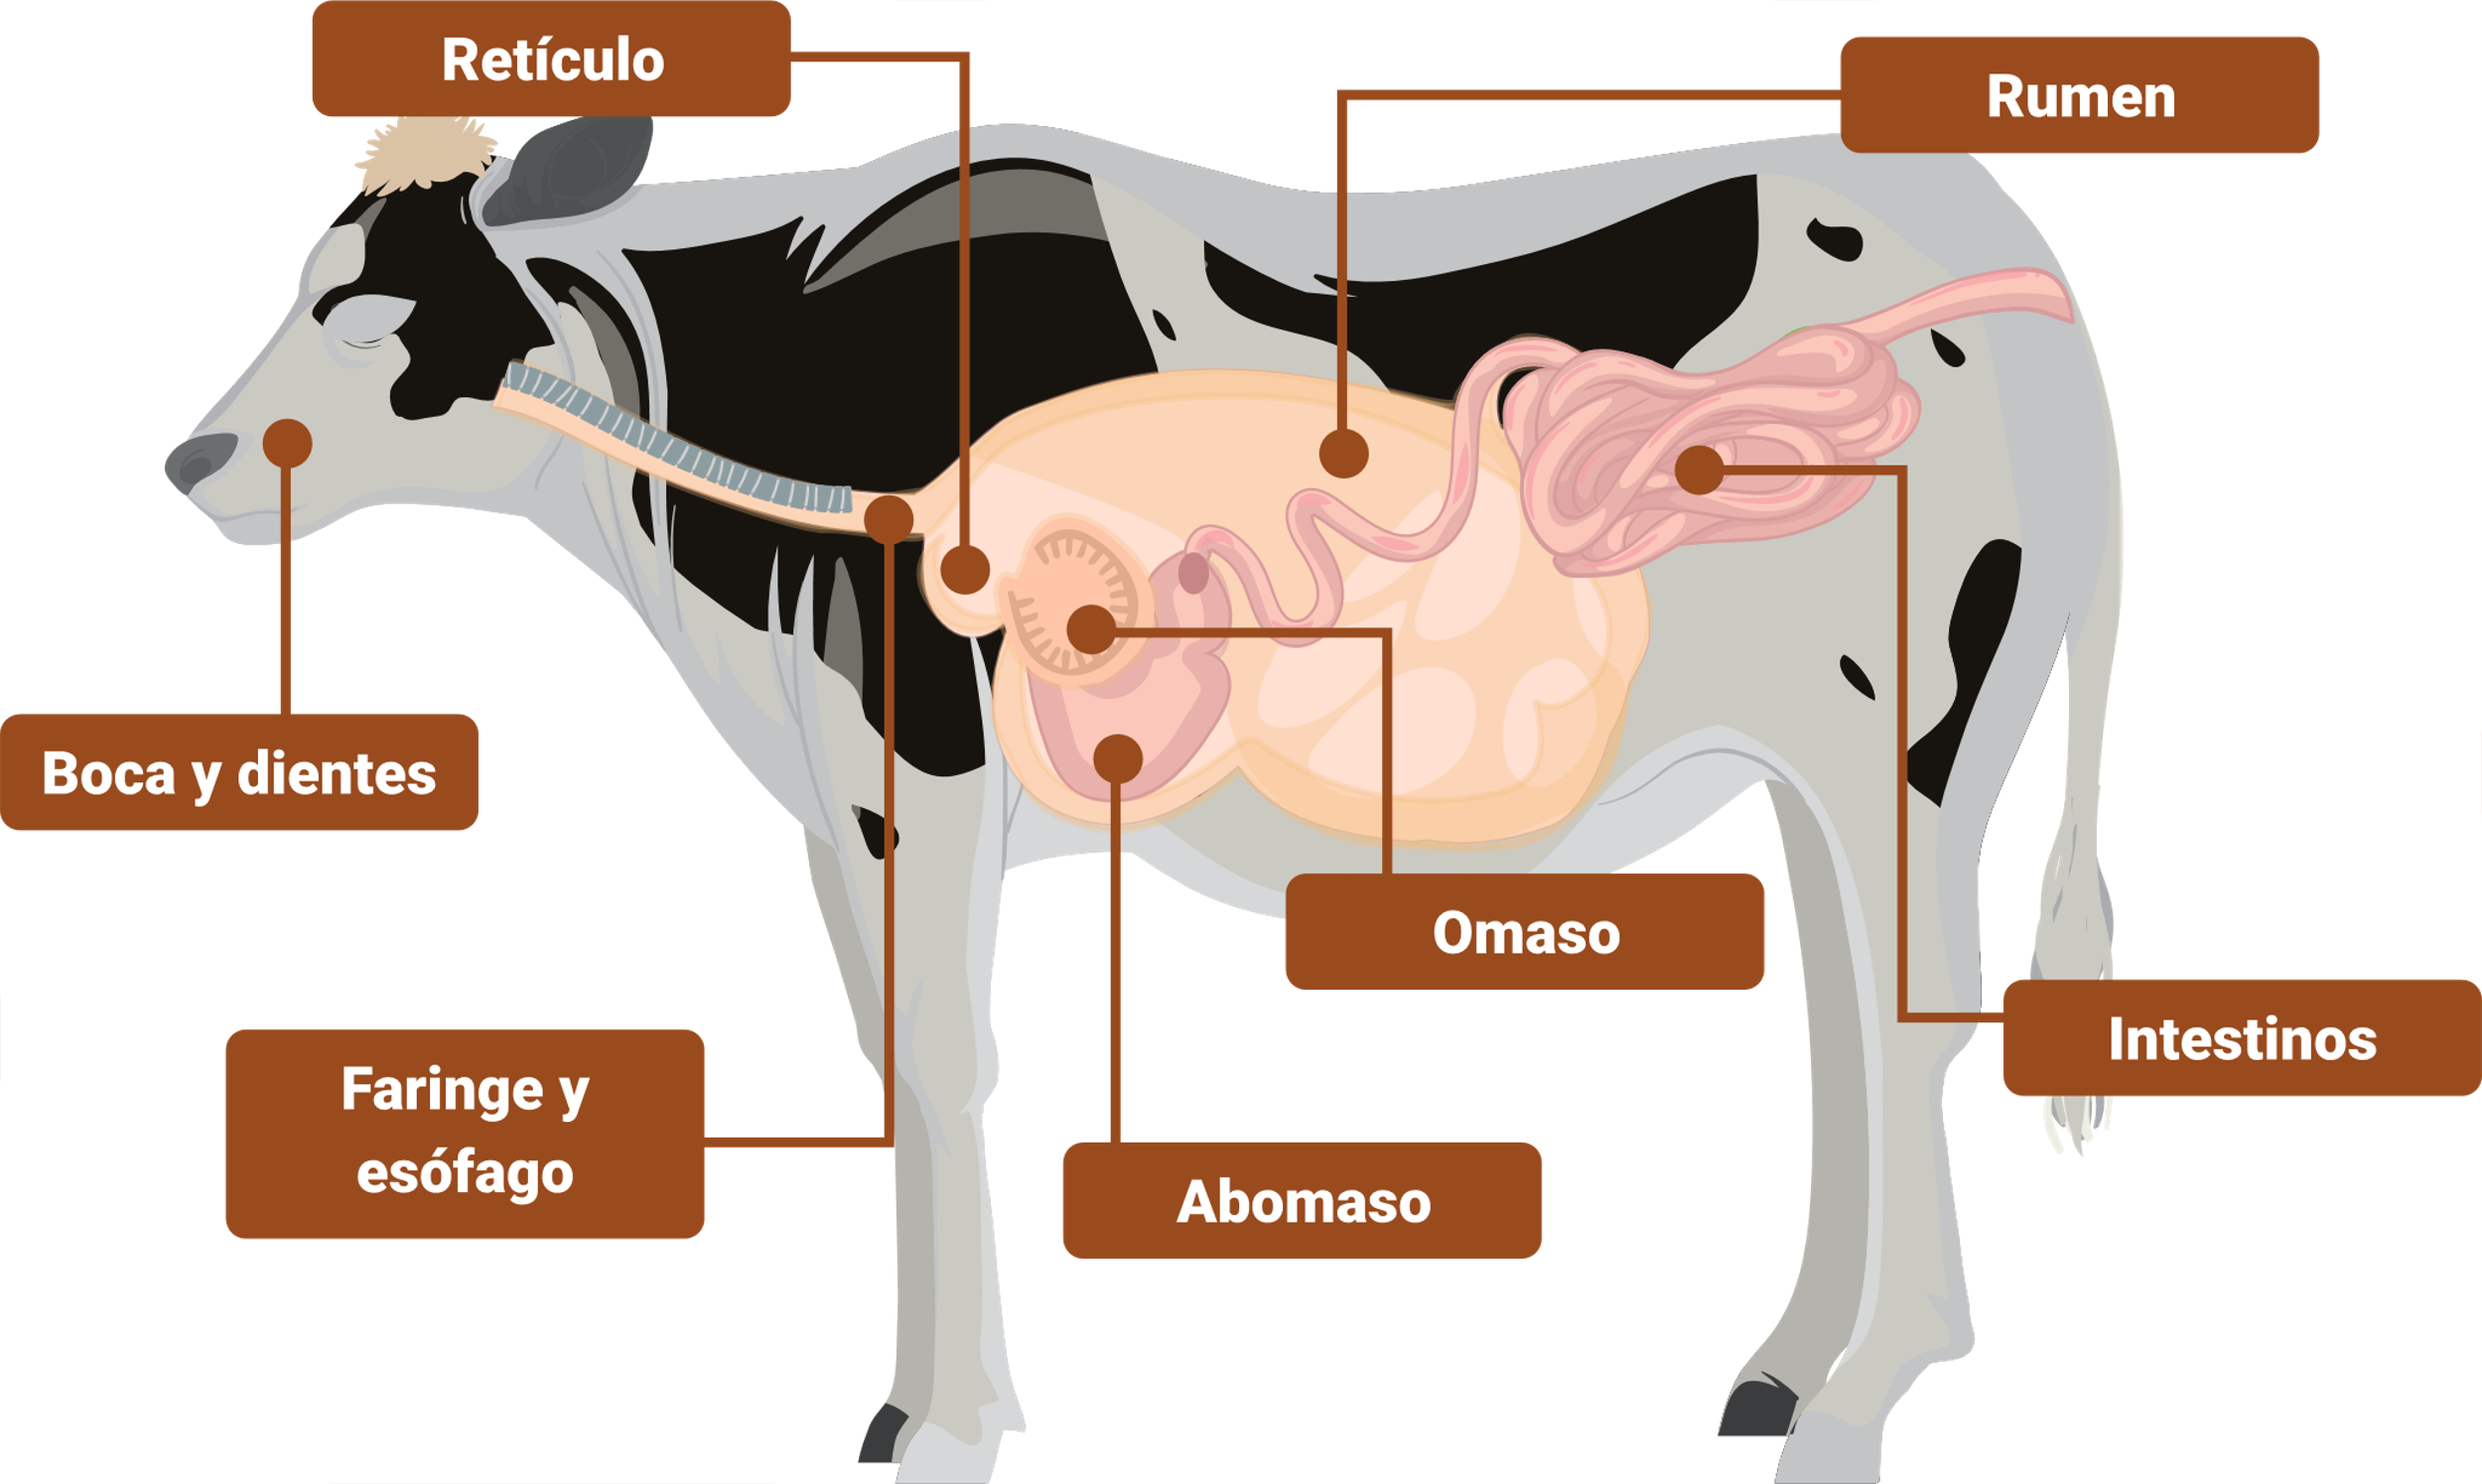 Retículo
Rumen
Boca y dientes
Omaso
Intestinos
Faringe y
esófago
Abomaso